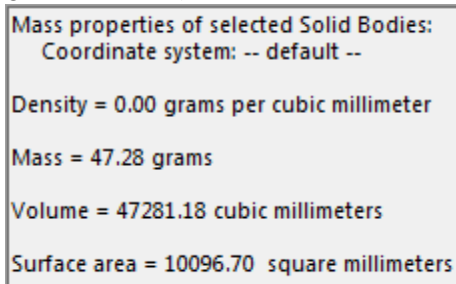 Mass properties of selected Solid Bodies:
Coordinate system: -- default --
Density = 0.00 grams per cubic millimeter
Mass = 47.28 grams
Volume = 47281.18 cubic millimeters
Surface area = 10096.70  square millimeters